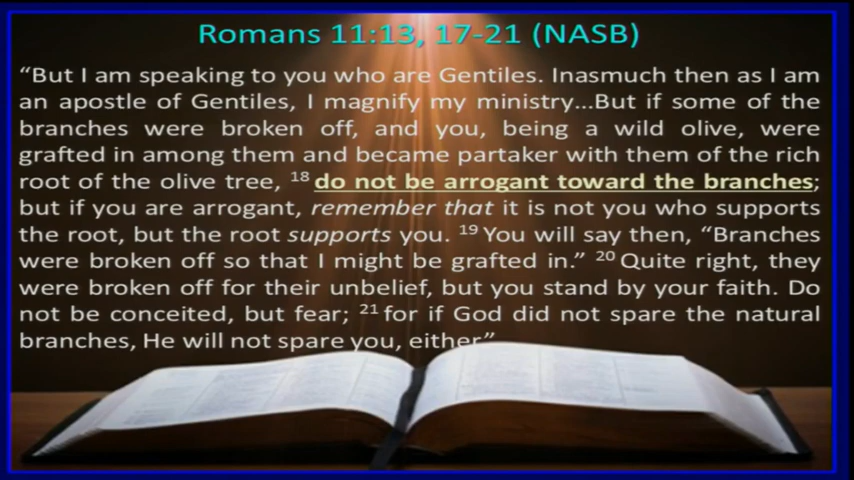 Romans 11:13, 17-21 (NASB)
“But I am speaking to you who are Gentiles. Inasmuch then as I am
an apostle of Gentiles, I magnify my ministry…But if some of the
branches were broken off, and you, being a wild olive, were
grafted in among them and became partaker with them of the rich
root of the olive tree, 18 do not be arrogant toward the branches;
but if you are arrogant, remember that it is not you who supports
the root, but the root supports you. 19 You will say then, “Branches
were broken off so that I might be grafted in.” 20 Quite right, they
were broken off for their unbelief, but you stand by your faith. Do
not be conceited, but fear; 21 for if God did not spare the natural
branches, He will not spare you, either”